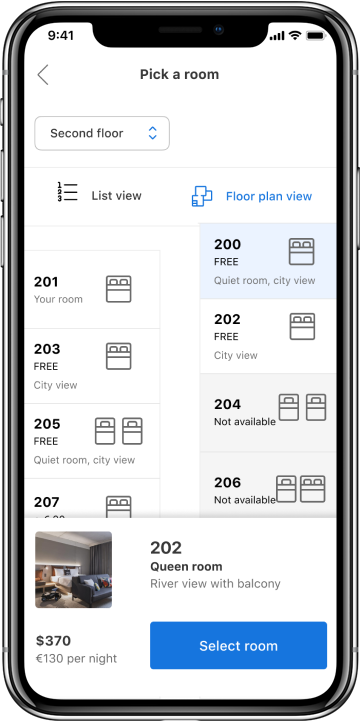 9:41
Pick a room
Second floor
List view
Floor plan view
200
FREE
Quiet room, city view
201
Your room
202
FREE
City view
203
FREE
City view
204
Not available
205
FREE
Quiet room, city view
206
Not available
207
202
Queen room
River view with balcony
$370
€130 per night
Select room